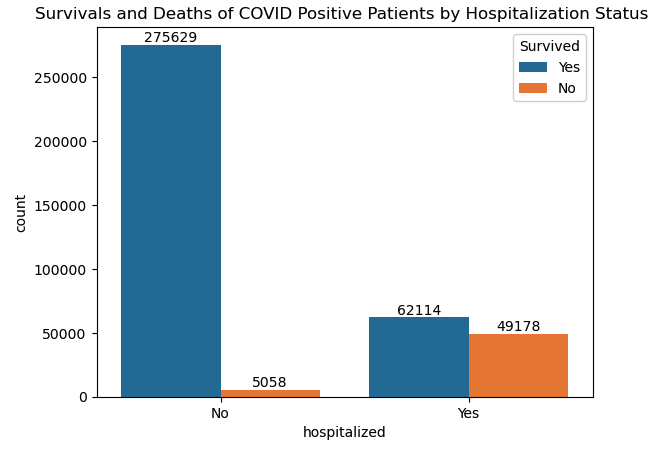 Survivals and Deaths of COVID Positive Patients by Hospitalization Status
275629
Survived
Yes
No
250000
200000
150000
count
100000
62114
50000
49178
5058
0
No
Yes
hospitalized